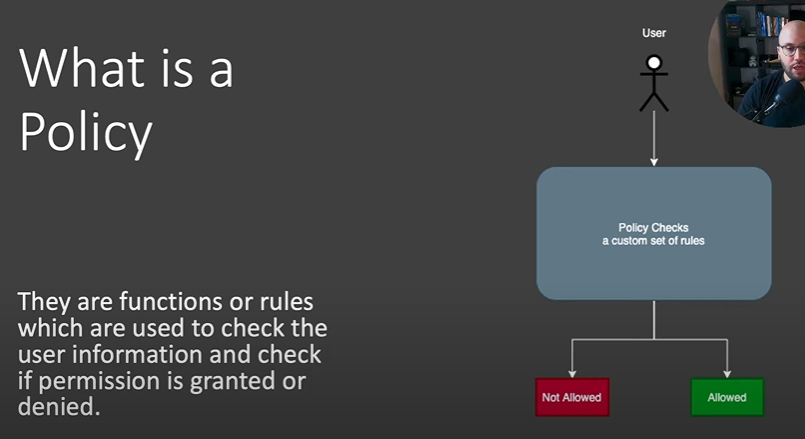 What is a
Policy
They are functions or rules
which are used to check the
user information and check
if permission is granted or
denied.
User
Policy Checks
a custom set of rules
Not Allowed
Allowed